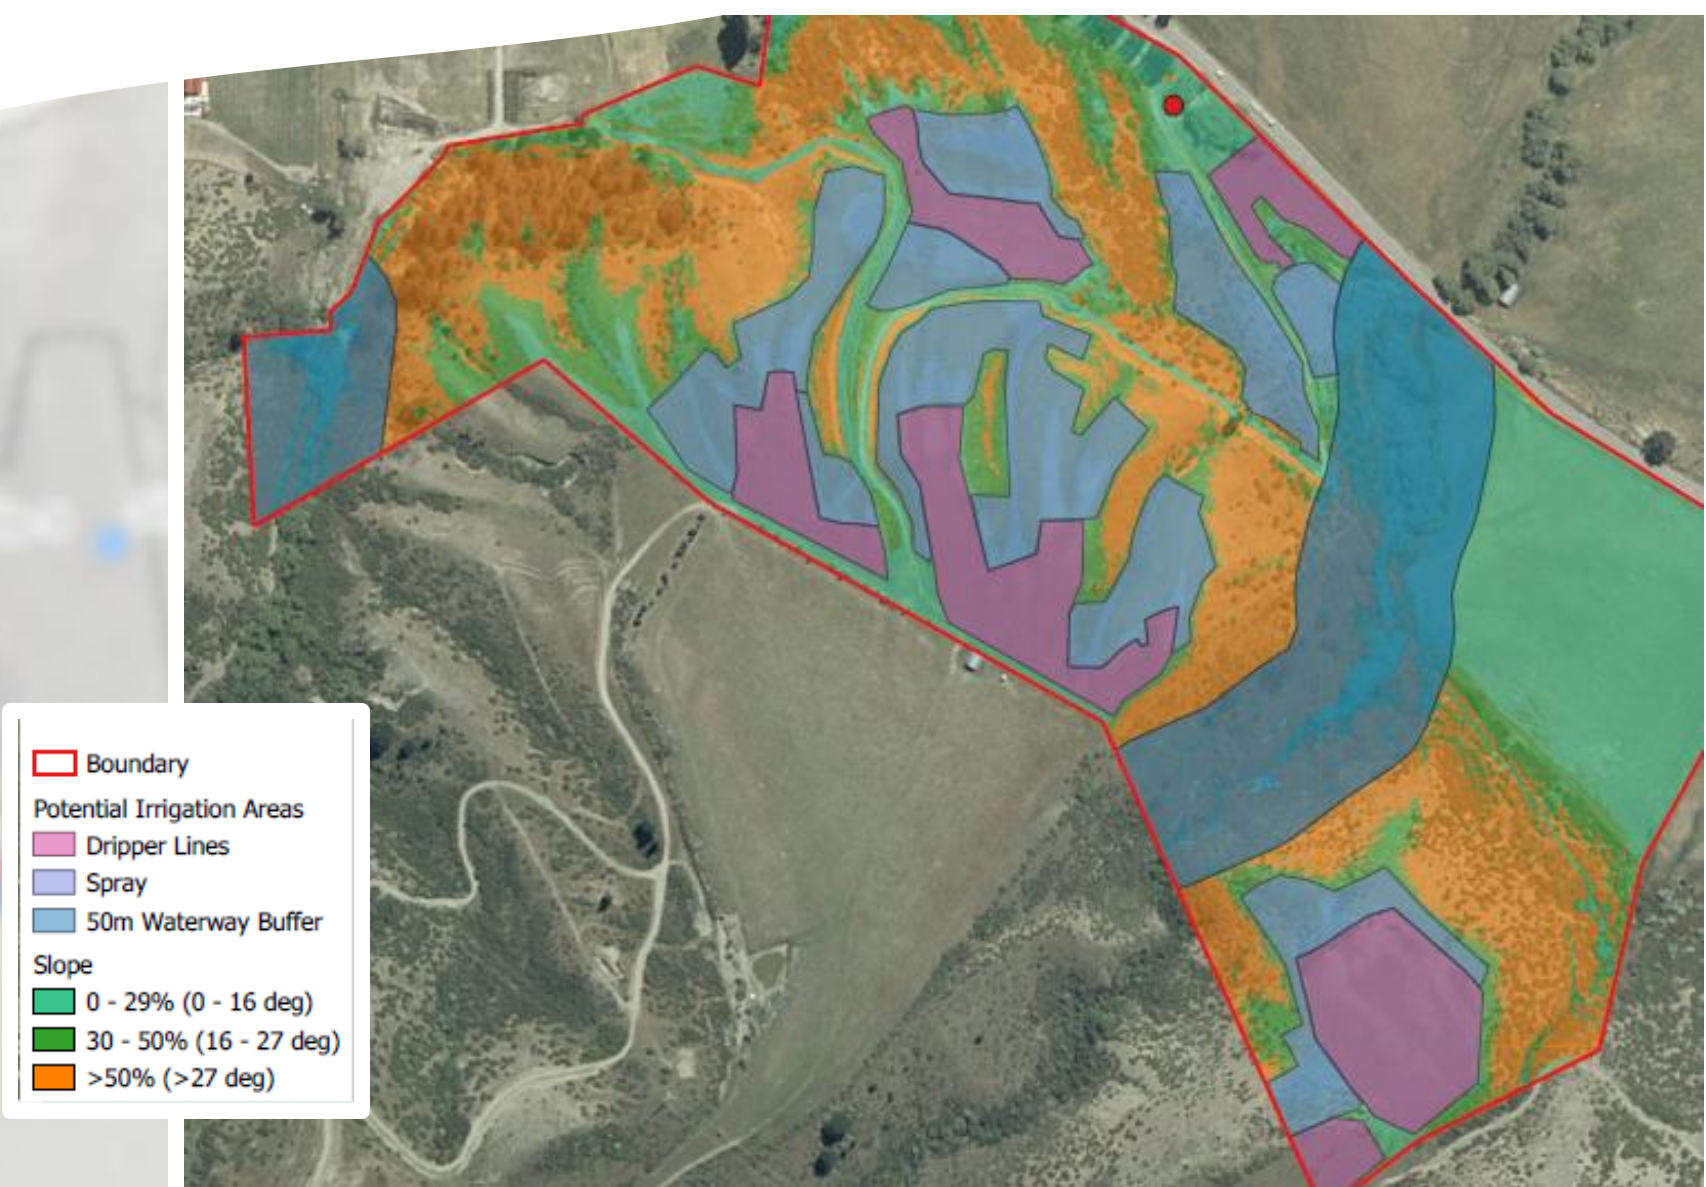 Boundary
Potential Irrigation Areas
Dripper Lines
Spray
50m Waterway Buffer
Slope
0 - 29% (0 - 16 deg)
30 - 50% (16 - 27 deg)
>50% (>27 deg)